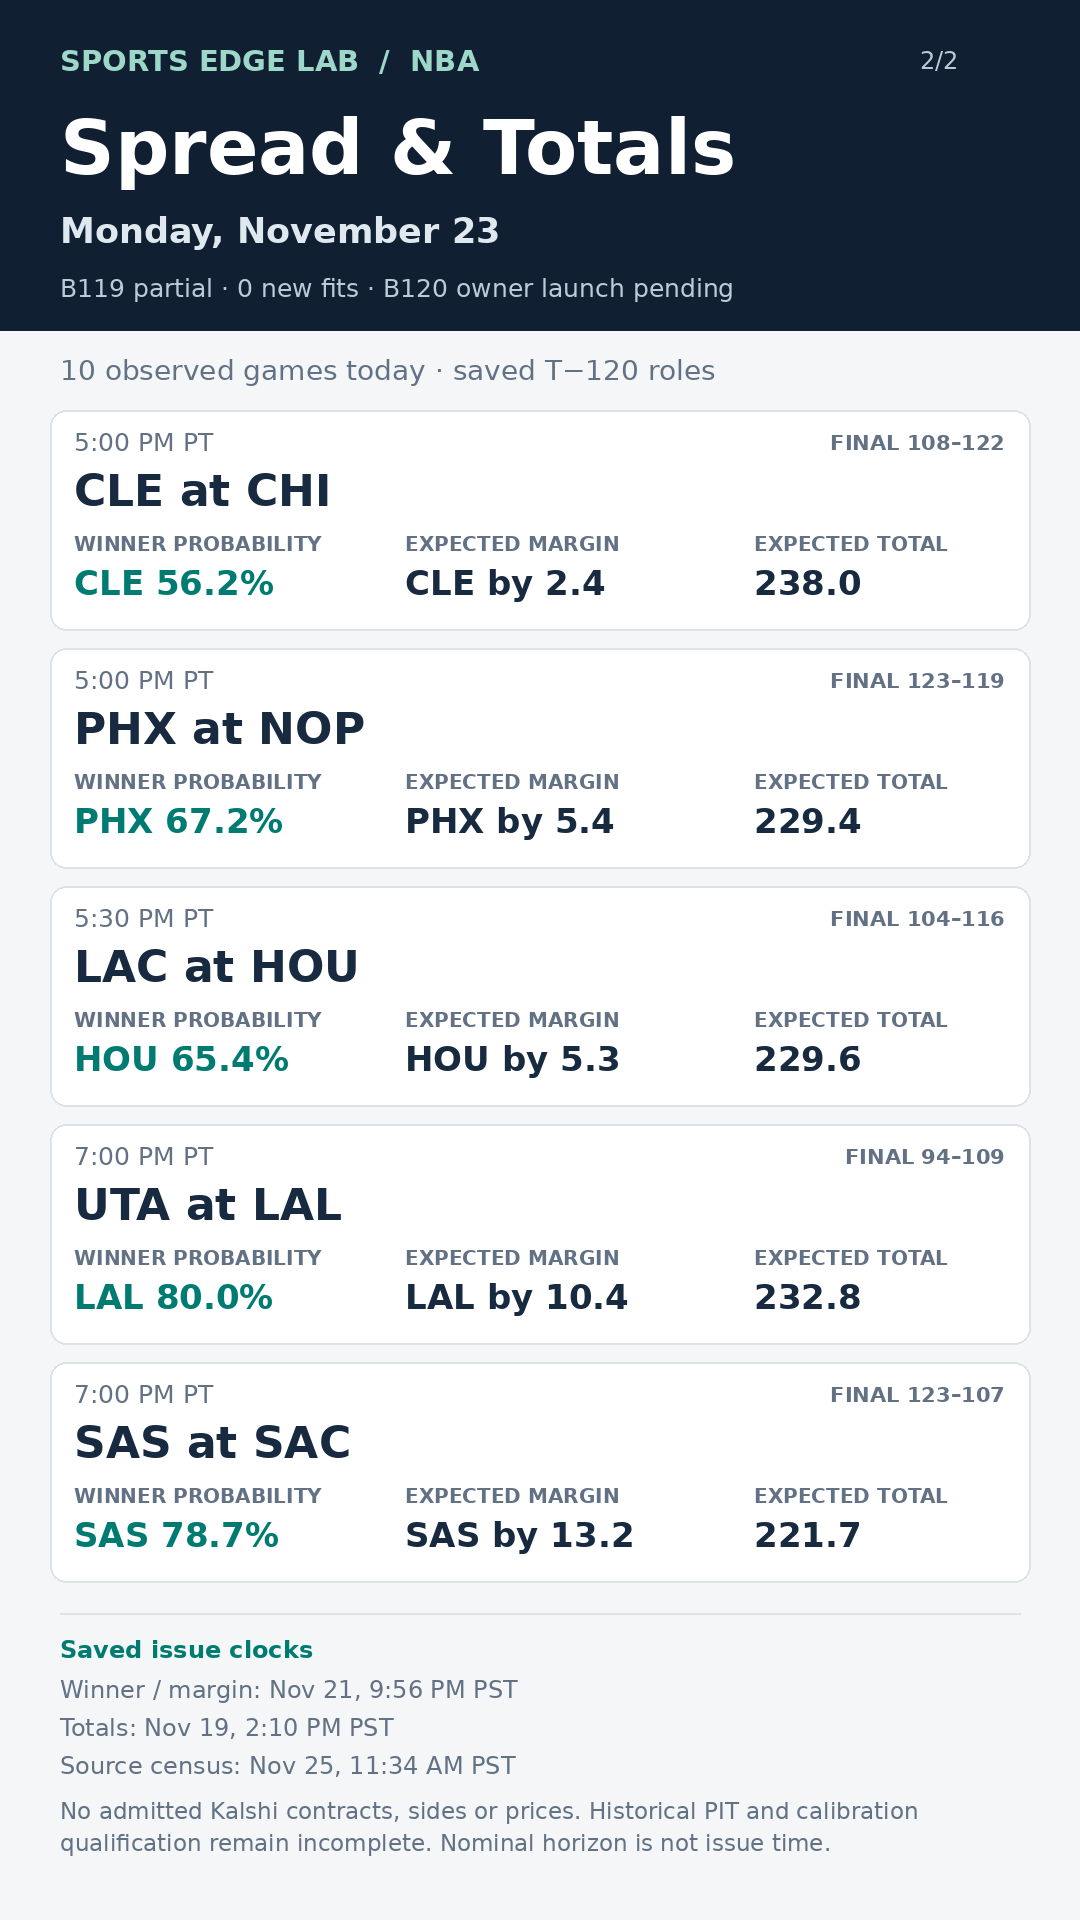 SPORTS EDGE LAB / NBA 2/2
Spread & Totals
Monday, November 23
B119 partial · 0 new fits · B120 owner launch pending
10 observed games today · saved T−120 roles
5:00 PM PT FINAL 108–122
CLE at CHI
WINNER PROBABILITY EXPECTED MARGIN EXPECTED TOTAL
CLE 56.2% CLE by 2.4 238.0
5:00 PM PT FINAL 123–119
PHX at NOP
WINNER PROBABILITY EXPECTED MARGIN EXPECTED TOTAL
PHX 67.2% PHX by 5.4 229.4
5:30 PM PT FINAL 104–116
LAC at HOU
WINNER PROBABILITY EXPECTED MARGIN EXPECTED TOTAL
HOU 65.4% HOU by 5.3 229.6
7:00 PM PT FINAL 94–109
UTA at LAL
WINNER PROBABILITY EXPECTED MARGIN EXPECTED TOTAL
LAL 80.0% LAL by 10.4 232.8
7:00 PM PT FINAL 123–107
SAS at SAC
WINNER PROBABILITY EXPECTED MARGIN EXPECTED TOTAL
SAS 78.7% SAS by 13.2 221.7
Saved issue clocks
Winner / margin: Nov 21, 9:56 PM PST
Totals: Nov 19, 2:10 PM PST
Source census: Nov 25, 11:34 AM PST
No admitted Kalshi contracts, sides or prices. Historical PIT and calibration
qualification remain incomplete. Nominal horizon is not issue time.